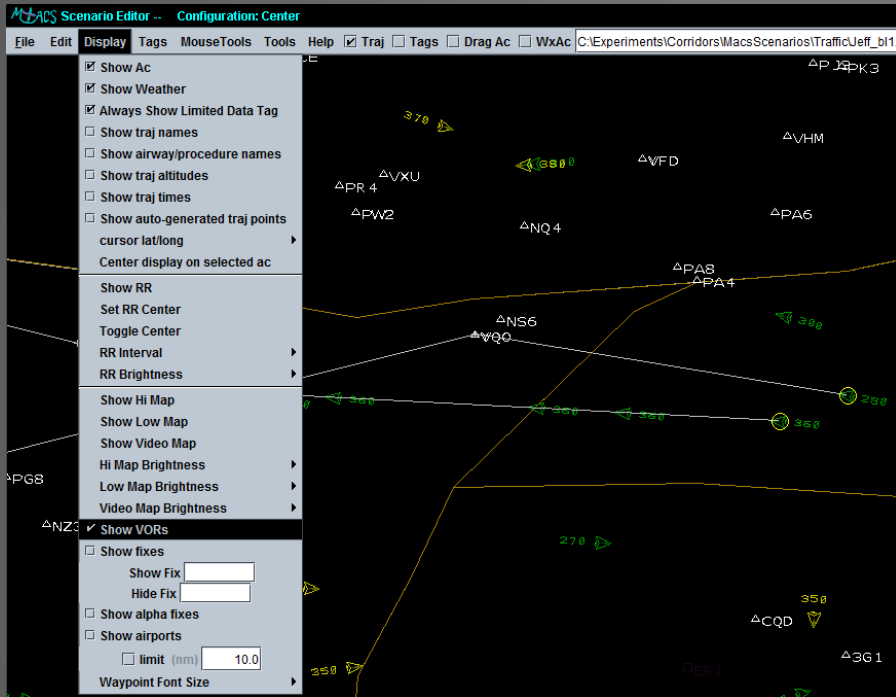 MACS Scenario Editor -- Configuration: Center
File Edit Display Tags MouseTools Tools Help Traj Tags Drag Ac WxAc C:\Experiments\Corridors\MacsScenarios\Traffic\Jeff_bl1
Show Ac
Show Weather
Always Show Limited Data Tag
Show traj names
Show airway/procedure names
Show traj altitudes
Show traj times
Show auto-generated traj points
cursor lat/long
Center display on selected ac
Show RR
Set RR Center
Toggle Center
RR Interval
RR Brightness
Show Hi Map
Show Low Map
Show Video Map
Hi Map Brightness
Low Map Brightness
Video Map Brightness
Show VORs
Show fixes
Show Fix
Hide Fix
Show alpha fixes
Show airports
limit (nm) 10.0
Waypoint Font Size
PK3
370
VHM
VFD
VXU
PR4
PW2
PA6
NQ4
PA8
PA4
NS6
380
VQO
360
360
360
280
360
PG8
270
350
CQD
3G1
350